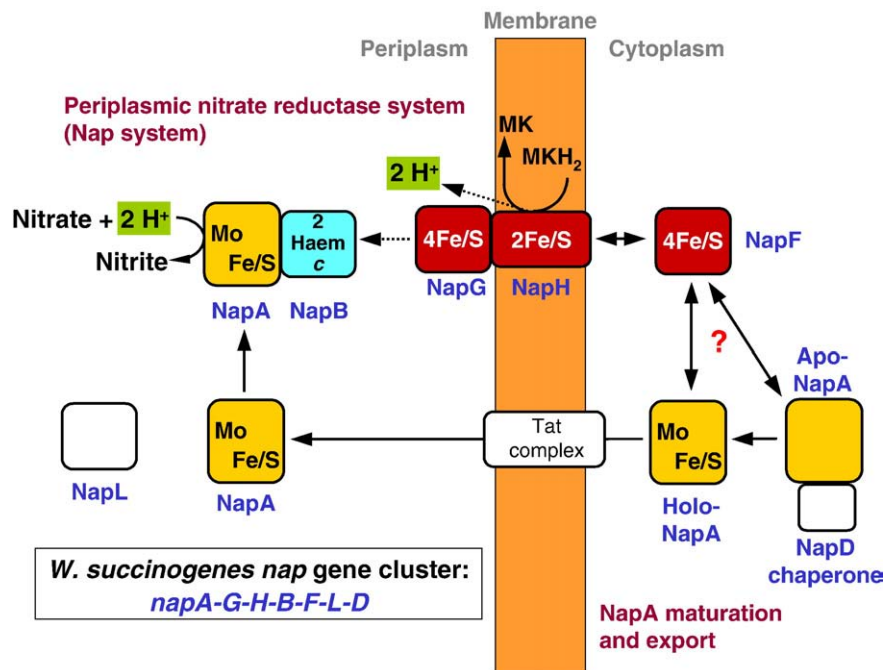 Membrane
Periplasm
Cytoplasm
Periplasmic nitrate reductase system
(Nap system)
MK
MKH₂
2 H⁺
Nitrate + 2 H⁺
Nitrite
Mo
Fe/S
2
Haem
c
4Fe/S
2Fe/S
4Fe/S
NapF
NapA
NapB
NapG
NapH
?
Apo-
NapA
Mo
Fe/S
Tat
complex
Mo
Fe/S
NapL
NapA
Holo-
NapA
NapD
chaperone
W. succinogenes nap gene cluster:
napA-G-H-B-F-L-D
NapA maturation
and export